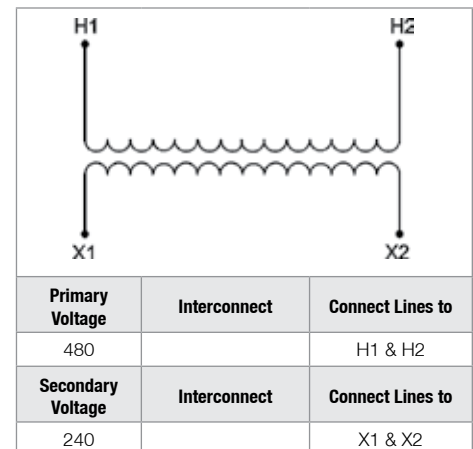 H1 H2
X1 X2
Primary Voltage Interconnect Connect Lines to
480 H1 & H2
Secondary Voltage Interconnect Connect Lines to
240 X1 & X2